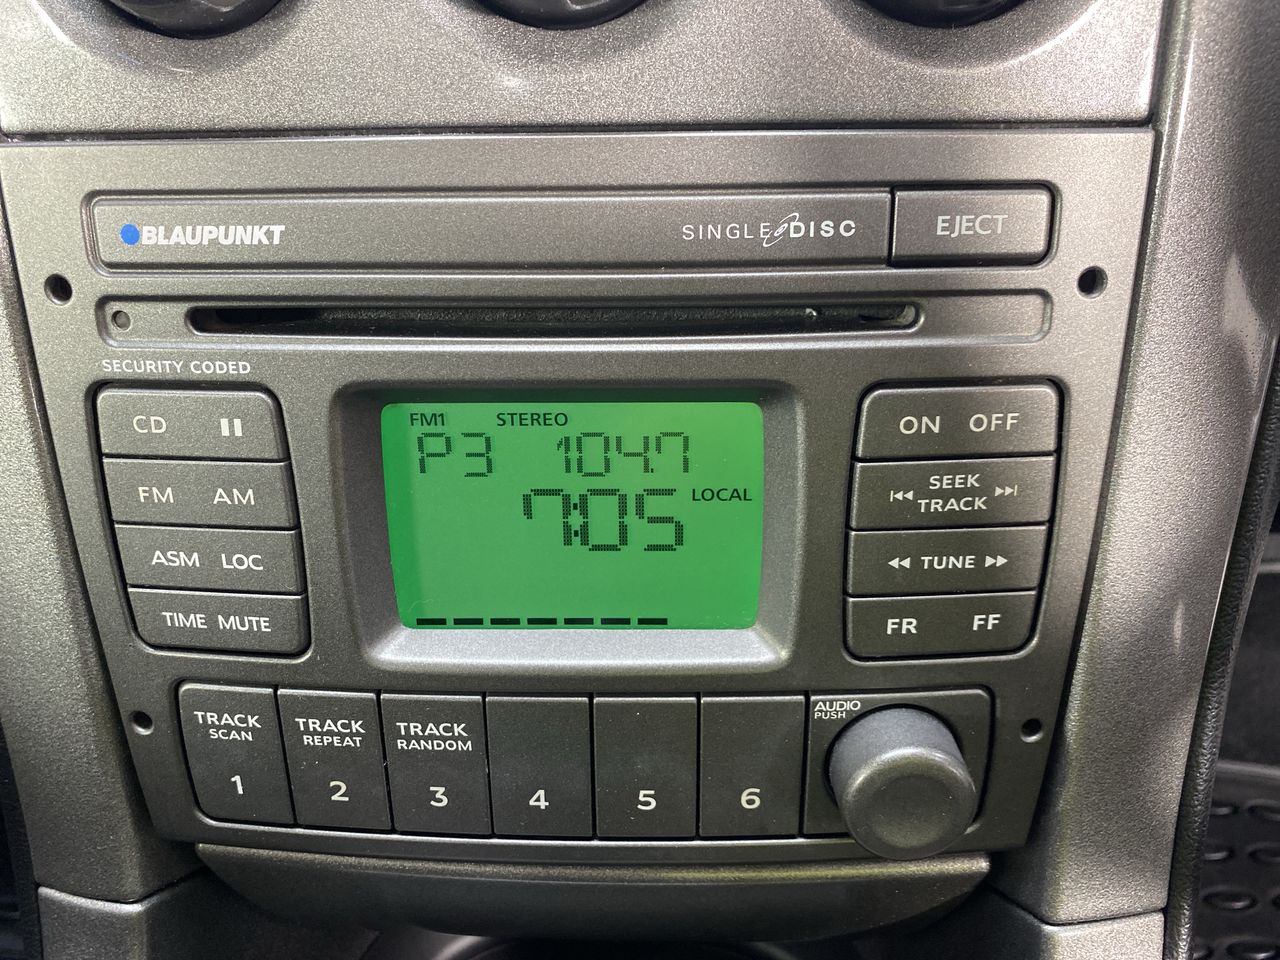 BLAUPUNKT SINGLE DISC EJECT
SECURITY CODED
CD
FM AM
ASM LOC
TIME MUTE
FM1 STEREO
P3 104.7
LOCAL
7:05
ON OFF
SEEK
TRACK
TUNE
FR FF
TRACK
SCAN
1
TRACK
REPEAT
2
TRACK
RANDOM
3
4
5
6
AUDIO
PUSH